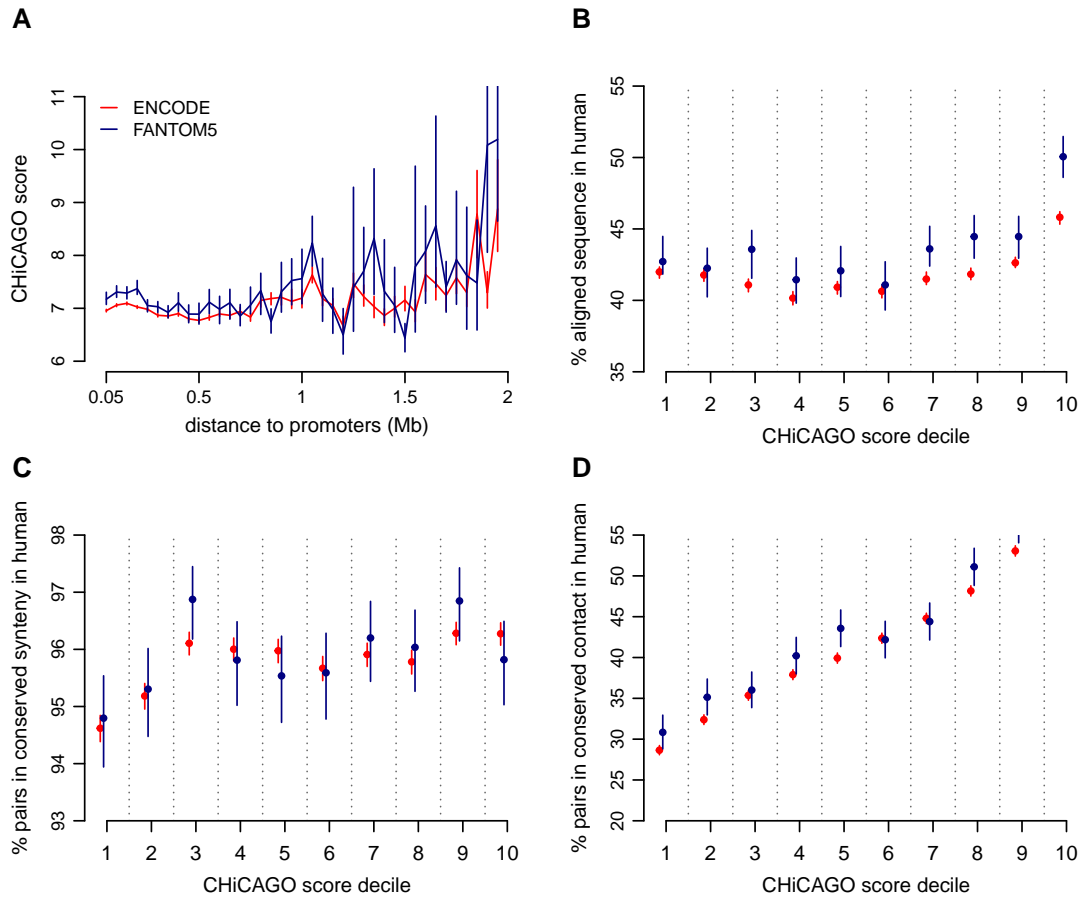 A
CHiCAGO score
11
10
9
8
7
6
ENCODE
FANTOM5
0.05 0.5 1 1.5 2
distance to promoters (Mb)
B
% aligned sequence in human
55
50
45
40
35
1 2 3 4 5 6 7 8 9 10
CHiCAGO score decile
C
% pairs in conserved synteny in human
98
97
96
95
94
93
1 2 3 4 5 6 7 8 9 10
CHiCAGO score decile
D
% pairs in conserved contact in human
55
50
45
40
35
30
25
20
1 2 3 4 5 6 7 8 9 10
CHiCAGO score decile